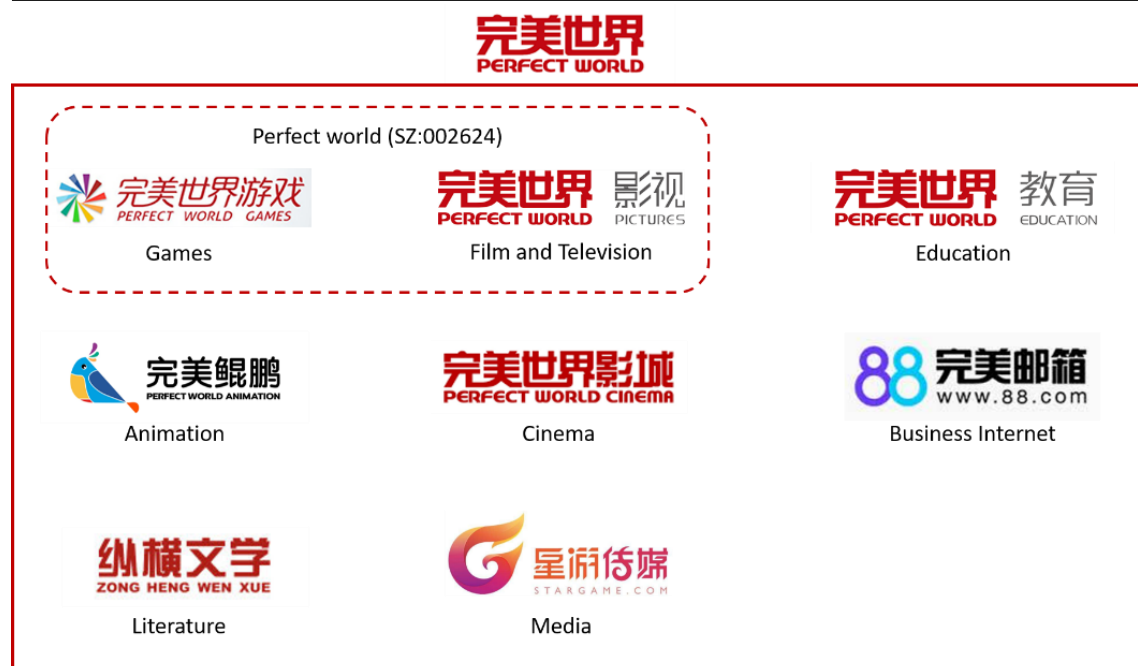 完美世界
PERFECT WORLD
Perfect world (SZ:002624)
完美世界游戏
PERFECT WORLD GAMES
Games
完美世界 影视
PERFECT WORLD PICTURES
Film and Television
完美世界 教育
PERFECT WORLD EDUCATION
Education
完美鲲鹏
PERFECT WORLD ANIMATION
Animation
完美世界影城
PERFECT WORLD CINEMA
Cinema
88 完美邮箱
www.88.com
Business Internet
纵横文学
ZONG HENG WEN XUE
Literature
星游传媒
STARGAME.COM
Media